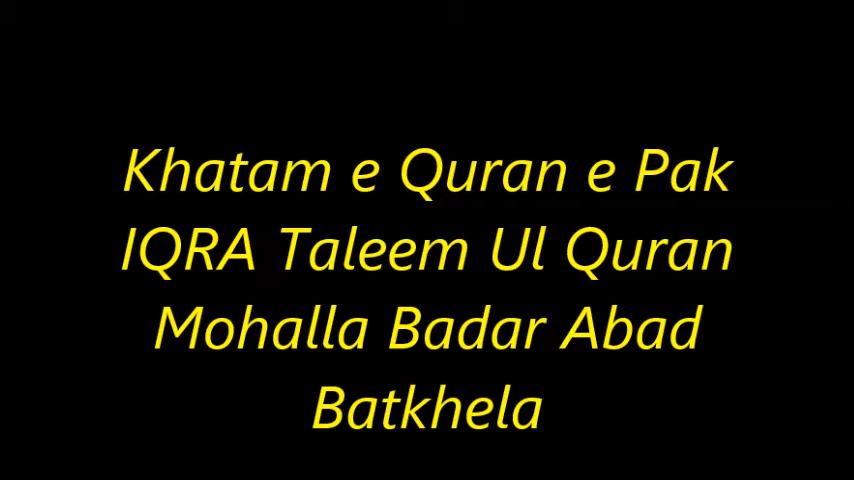 Khatam e Quran e Pak
IQRA Taleem Ul Quran
Mohalla Badar Abad
Batkhela